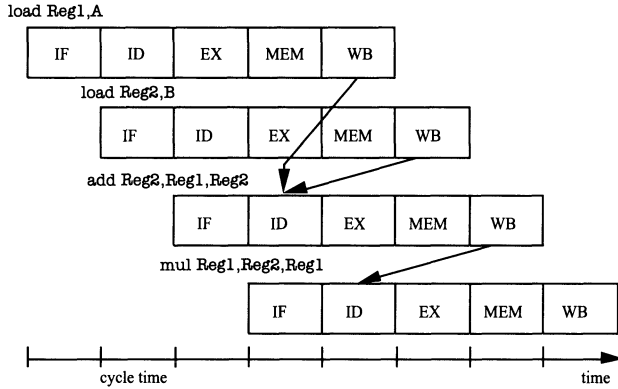 load Reg1,A
IF ID EX MEM WB
load Reg2,B
IF ID EX MEM WB
add Reg2,Reg1,Reg2
IF ID EX MEM WB
mul Reg1,Reg2,Reg1
IF ID EX MEM WB
cycle time time